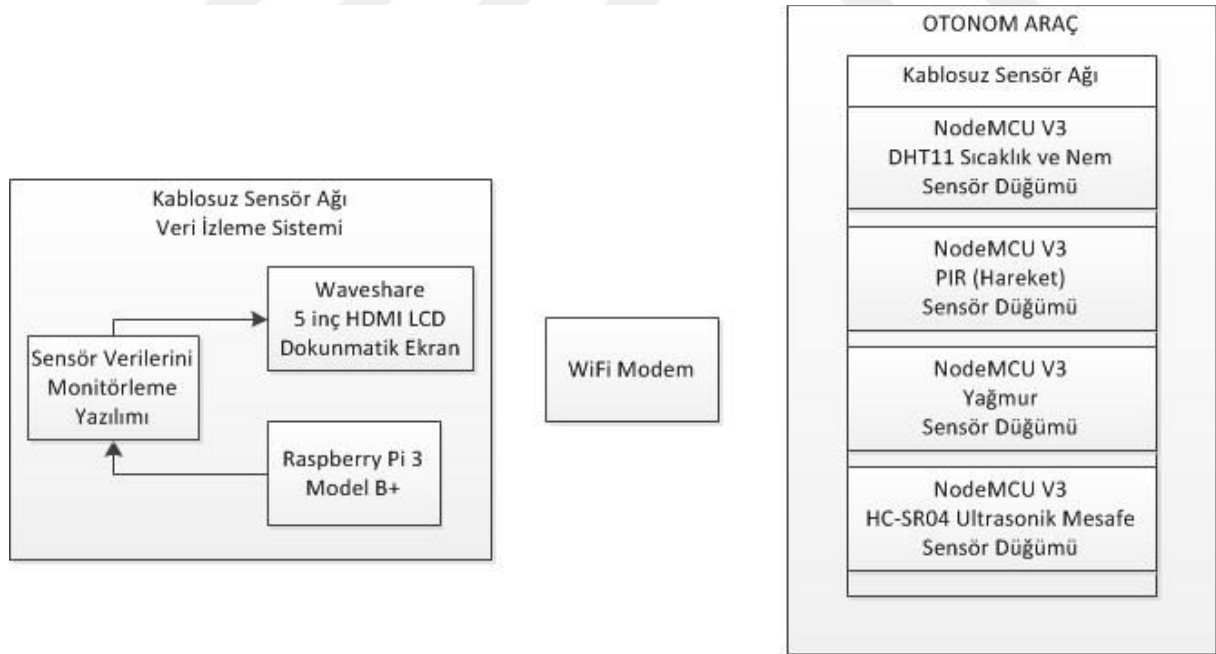 Kablosuz Sensör Ağı
Veri İzleme Sistemi
Waveshare
5 inç HDMI LCD
Dokunmatik Ekran
Sensör Verilerini
Monitörleme
Yazılımı
Raspberry Pi 3
Model B+
WiFi Modem
OTONOM ARAÇ
Kablosuz Sensör Ağı
NodeMCU V3
DHT11 Sıcaklık ve Nem
Sensör Düğümü
NodeMCU V3
PIR (Hareket)
Sensör Düğümü
NodeMCU V3
Yağmur
Sensör Düğümü
NodeMCU V3
HC-SR04 Ultrasonik Mesafe
Sensör Düğümü